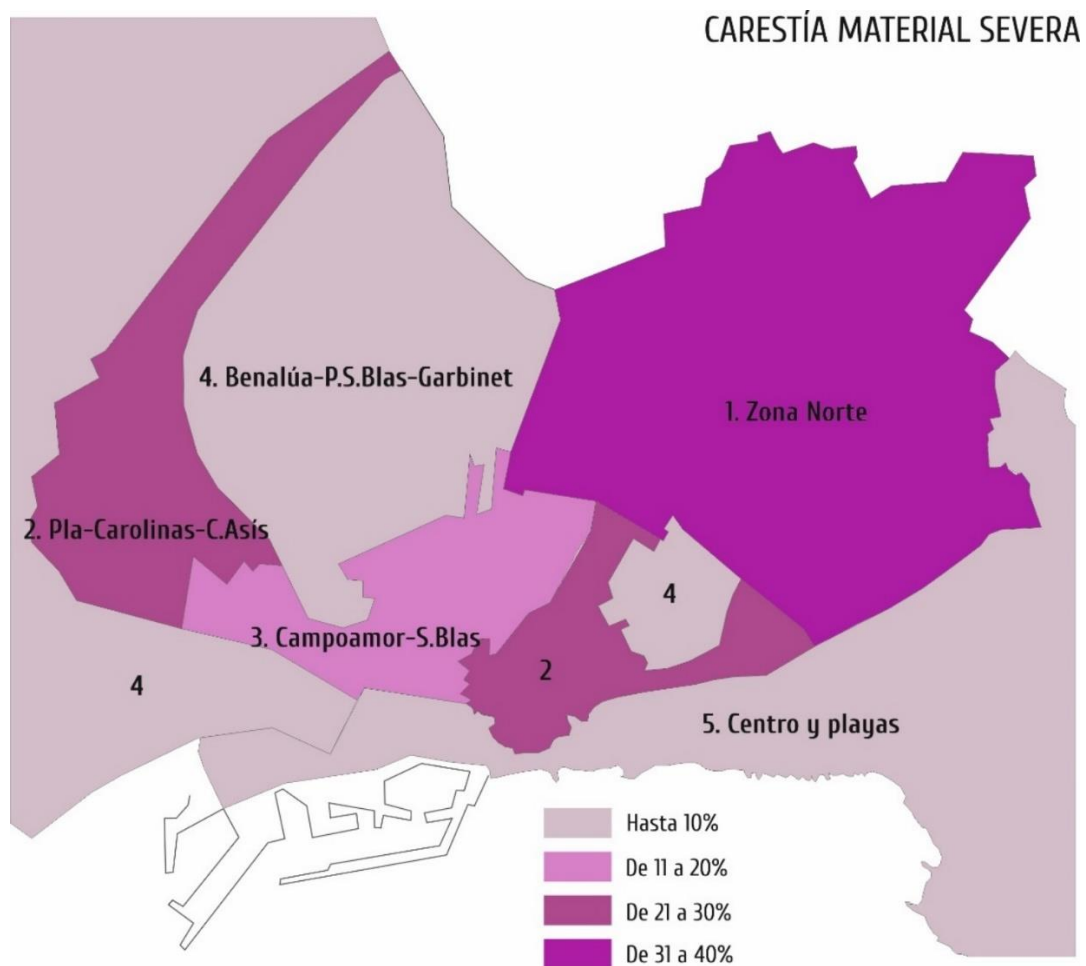 CARESTÍA MATERIAL SEVERA
4. Benalúa-P.S.Blas-Garbinet
1. Zona Norte
2. Pla-Carolinas-C.Asís
4
3. Campoamor-S.Blas
2
4
5. Centro y playas
Hasta 10%
De 11 a 20%
De 21 a 30%
De 31 a 40%